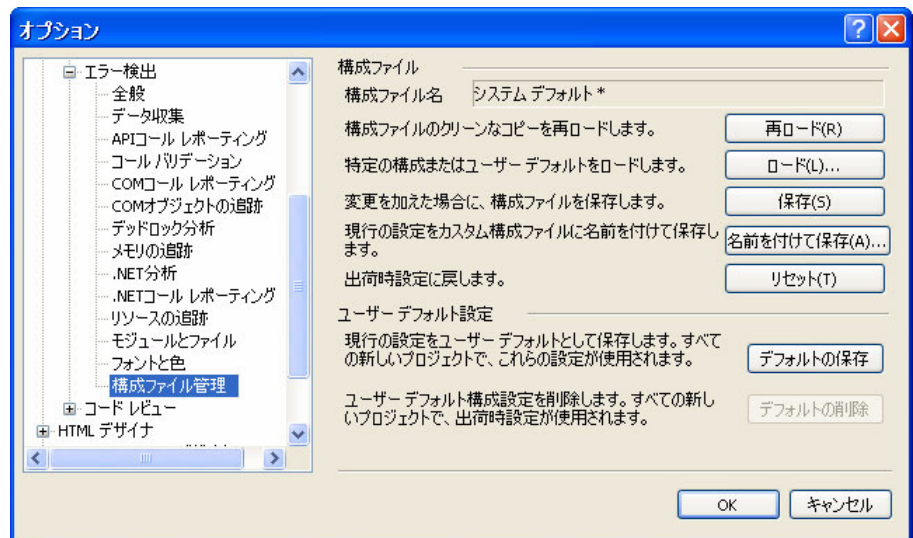 オプション
エラー検出
全般
データ収集
APIコール レポーティング
コール バリデーション
COMコール レポーティング
COMオブジェクトの追跡
デッドロック分析
メモリの追跡
.NET分析
.NETコール レポーティング
リソースの追跡
モジュールとファイル
フォントと色
構成ファイル管理
コード レビュー
HTML デザイナ
構成ファイル
構成ファイル名 システム デフォルト *
構成ファイルのクリーンなコピーを再ロードします。 再ロード(R)
特定の構成またはユーザー デフォルトをロードします。 ロード(L)...
変更を加えた場合に、構成ファイルを保存します。 保存(S)
現行の設定をカスタム構成ファイルに名前を付けて保存し
ます。
名前を付けて保存(A)...
出荷時設定に戻します。 リセット(T)
ユーザー デフォルト設定
現行の設定をユーザー デフォルトとして保存します。すべて
の新しいプロジェクトで、これらの設定が使用されます。
デフォルトの保存
ユーザー デフォルト構成設定を削除します。すべての新し
いプロジェクトで、出荷時設定が使用されます。
デフォルトの削除
OK キャンセル